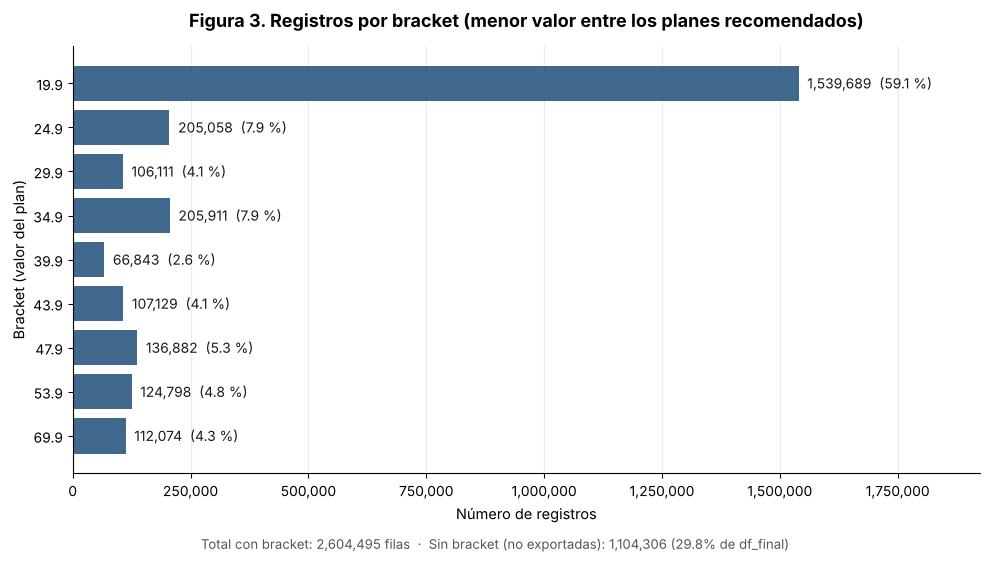 Figura 3. Registros por bracket (menor valor entre los planes recomendados)
Bracket (valor del plan)
19.9 1,539,689 (59.1 %)
24.9 205,058 (7.9 %)
29.9 106,111 (4.1 %)
34.9 205,911 (7.9 %)
39.9 66,843 (2.6 %)
43.9 107,129 (4.1 %)
47.9 136,882 (5.3 %)
53.9 124,798 (4.8 %)
69.9 112,074 (4.3 %)
0 250,000 500,000 750,000 1,000,000 1,250,000 1,500,000 1,750,000
Número de registros
Total con bracket: 2,604,495 filas · Sin bracket (no exportadas): 1,104,306 (29.8% de df_final)